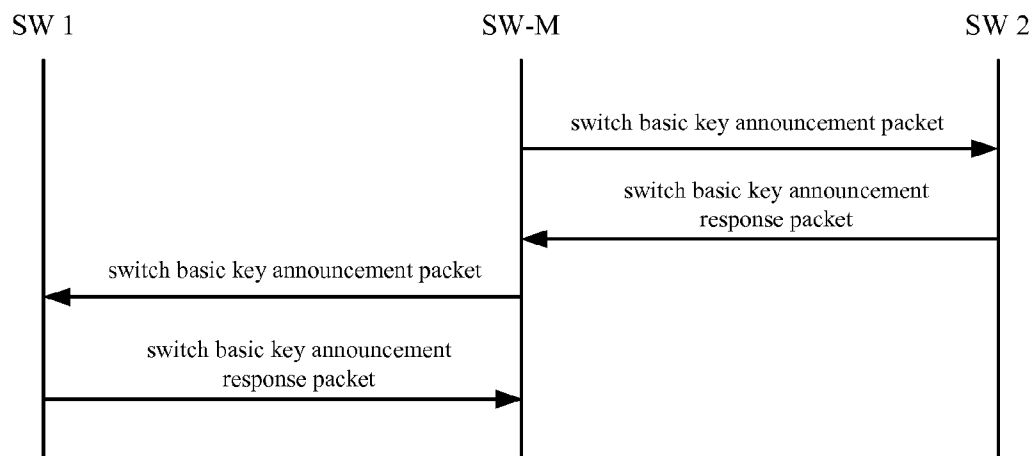 SW 1
SW-M
SW 2
switch basic key announcement packet
switch basic key announcement
response packet
switch basic key announcement packet
switch basic key announcement
response packet